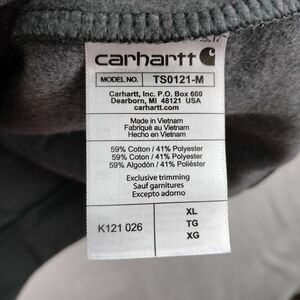 carhartt
MODEL NO. TS0121-M
Carhartt, Inc. P.O. Box 600
Dearborn, MI 48121 USA
carhartt.com
Made in Vietnam
Fabriqué au Vietnam
Hecho en Vietnam
59% Cotton / 41% Polyester
59% Coton / 41% Polyester
59% Algodón / 41% Poliéster
Exclusive trimming
Sauf garnitures
Excepto adorno
K121 026
XL
TG
XG